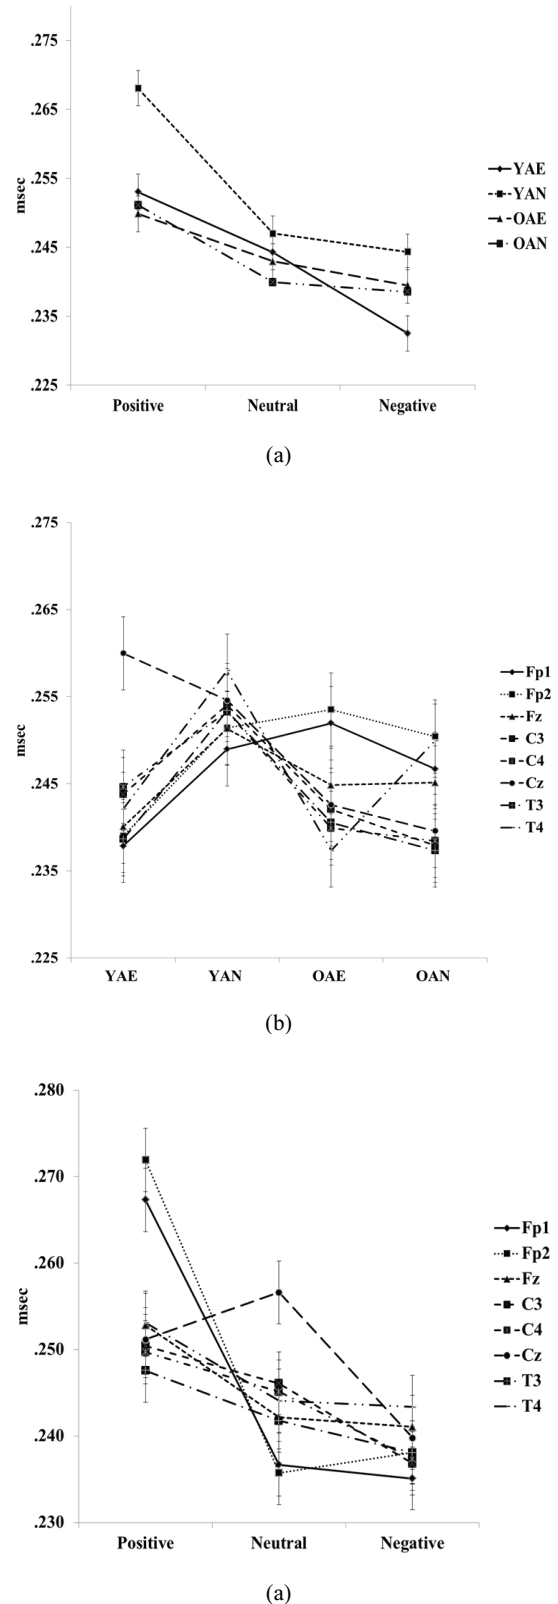 .275
.265
.255
.245
.235
.225
msec
Positive Neutral Negative
YAE
YAN
OAE
OAN
(a)
.275
.265
.255
.245
.235
.225
msec
YAE YAN OAE OAN
Fp1
Fp2
Fz
C3
C4
Cz
T3
T4
(b)
.280
.270
.260
.250
.240
.230
msec
Positive Neutral Negative
Fp1
Fp2
Fz
C3
C4
Cz
T3
T4
(a)